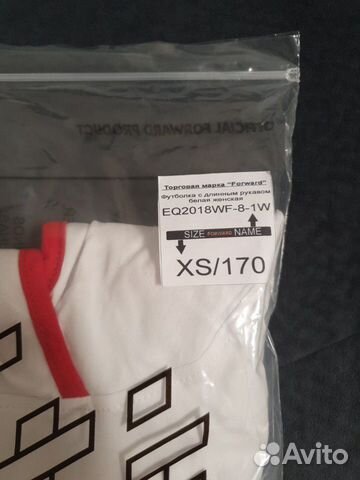 OFFICIAL FORWARD PRODUCT
Торговая марка "Forward"
Футболка с длинным рукавом
белая женская
EQ2018WF-8-1W
SIZE FORWARD NAME
XS/170
Avito